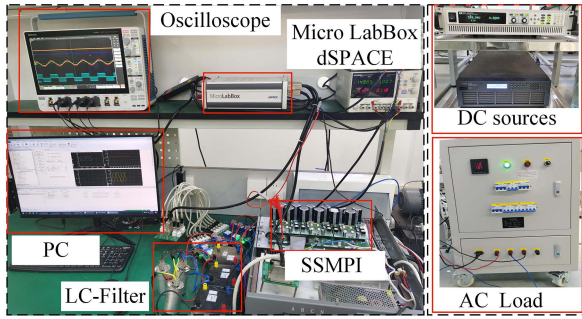 Oscilloscope
Micro LabBox
dSPACE
MicroLabBox
DC sources
PC
SSMPI
LC-Filter
AC Load